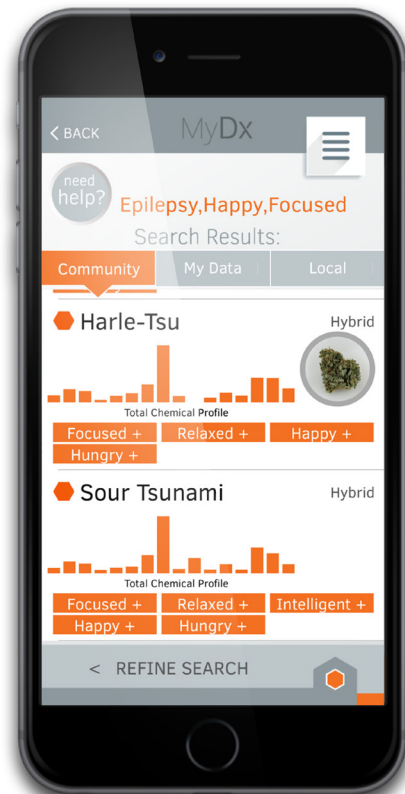 < BACK
MyDx
need
help?
Epilepsy,Happy,Focused
Search Results:
Community My Data Local
Harle-Tsu Hybrid
Total Chemical Profile
Focused + Relaxed + Happy +
Hungry +
Sour Tsunami Hybrid
Total Chemical Profile
Focused + Relaxed + Intelligent +
Happy + Hungry +
< REFINE SEARCH